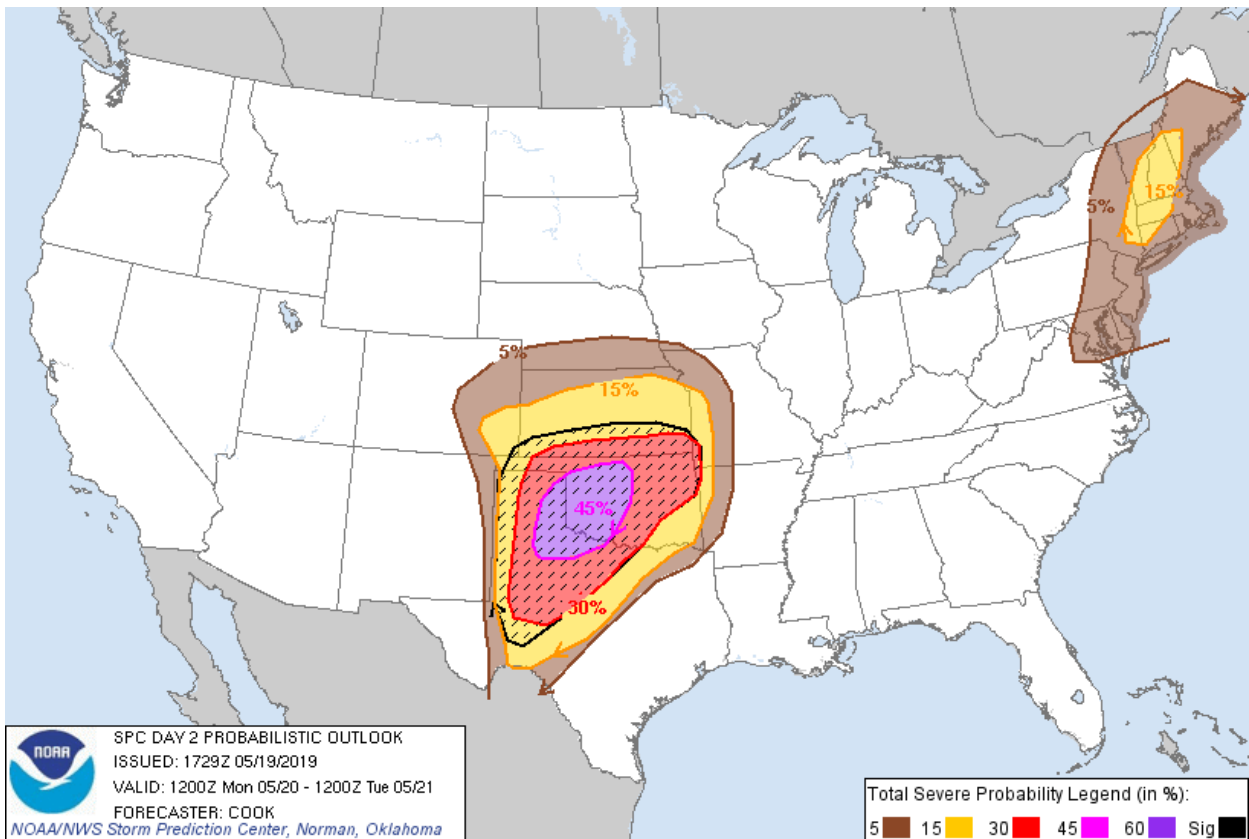 5%
15%
5%
15%
45%
30%
NOAA
SPC DAY 2 PROBABILISTIC OUTLOOK
ISSUED: 1729Z 05/19/2019
VALID: 1200Z Mon 05/20 - 1200Z Tue 05/21
FORECASTER: COOK
NOAA/NWS Storm Prediction Center, Norman, Oklahoma
Total Severe Probability Legend (in %):
5 15 30 45 60 Sig